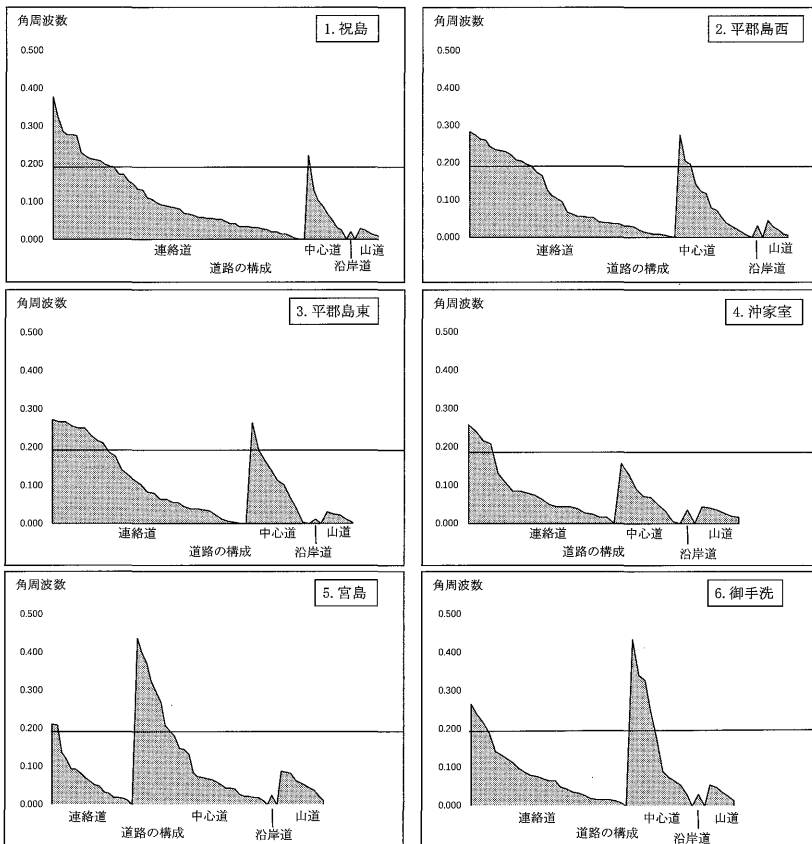 角周波数
1. 祝島
0.500
0.400
0.300
0.200
0.100
0.000
連絡道
中心道
山道
道路の構成
沿岸道
角周波数
2. 平郡島西
0.500
0.400
0.300
0.200
0.100
0.000
連絡道
中心道
山道
道路の構成
沿岸道
角周波数
3. 平郡島東
0.500
0.400
0.300
0.200
0.100
0.000
連絡道
中心道
山道
道路の構成
沿岸道
角周波数
4. 沖家室
0.500
0.400
0.300
0.200
0.100
0.000
連絡道
中心道
山道
道路の構成
沿岸道
角周波数
5. 宮島
0.500
0.400
0.300
0.200
0.100
0.000
連絡道
中心道
山道
道路の構成
沿岸道
角周波数
6. 御手洗
0.500
0.400
0.300
0.200
0.100
0.000
連絡道
中心道
山道
道路の構成
沿岸道